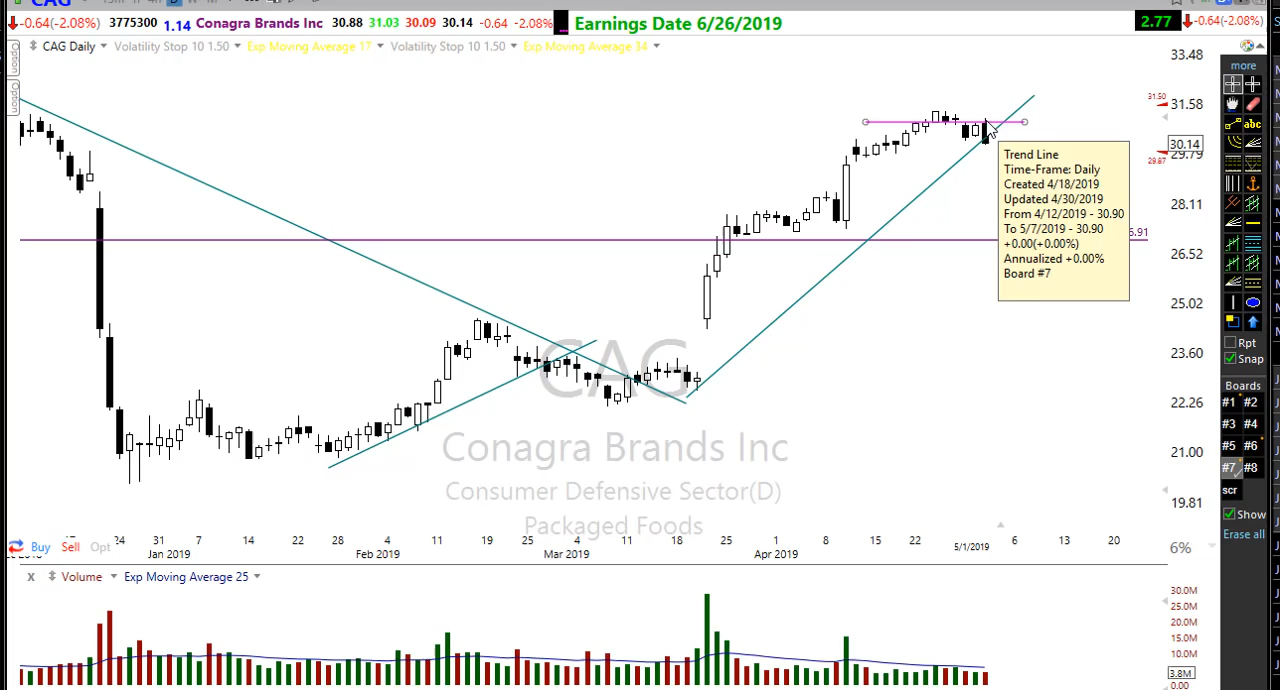 -0.64(-2.08%) 3775300 1.14 Conagra Brands Inc 30.88 31.03 30.09 30.14 -0.64 -2.08% Earnings Date 6/26/2019 2.77 -0.64(-2.08%)
CAG Daily Volatility Stop 10 1.50 Exp Moving Average 17 Volatility Stop 10 1.50 Exp Moving Average 34
Option
Option
33.48
31.50
31.58
30.14
29.79
29.87
28.11
6.91
26.52
25.02
23.60
22.26
21.00
19.81
6%
Trend Line
Time-Frame: Daily
Created 4/18/2019
Updated 4/30/2019
From 4/12/2019 - 30.90
To 5/7/2019 - 30.90
+0.00(+0.00%)
Annualized +0.00%
Board #7
CAG
Conagra Brands Inc
Consumer Defensive Sector(D)
Packaged Foods
more
abc
Rpt
Snap
Boards
#1 #2
#3 #4
#5 #6
#7 #8
scr
Show
Erase all
Buy Sell Opt
24 31 7 14 22 28 4 11 19 25 4 11 18 25 1 8 15 22 5/1/2019 6 13 20
Jan 2019 Feb 2019 Mar 2019 Apr 2019
X Volume Exp Moving Average 25
30.0M
25.0M
20.0M
15.0M
10.0M
3.8M
0.00